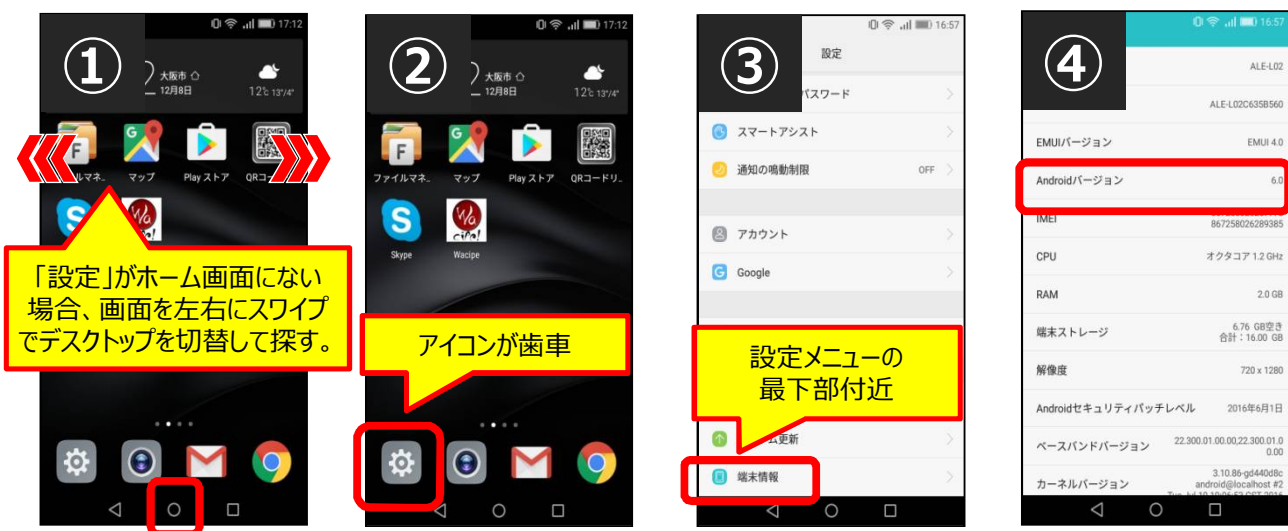 ①
17:12
大阪市
12月8日
12℃ 13°/4°
マップ
Play ストア
「設定」がホーム画面にない
場合、画面を左右にスワイプ
でデスクトップを切替して探す。
②
17:12
大阪市
12月8日
12℃ 13°/4°
ファイルマネ..
マップ
Play ストア
QRコードリ..
Skype
Wacipe
アイコンが歯車
③
16:57
設定
パスワード
スマートアシスト
通知の鳴動制限 OFF
アカウント
Google
設定メニューの
最下部付近
更新
端末情報
④
16:57
ALE-L02
ALE-L02C635B560
EMUIバージョン EMUI 4.0
Androidバージョン 6.0
IMEI
867258026289385
CPU オクタコア 1.2 GHz
RAM 2.0 GB
端末ストレージ 6.76 GB空き
合計：16.00 GB
解像度 720 x 1280
Androidセキュリティパッチレベル 2016年6月1日
ベースバンドバージョン 22.300.01.00.00,22.300.01.0
0.00
カーネルバージョン 3.10.86-gd440d8c
android@localhost #2